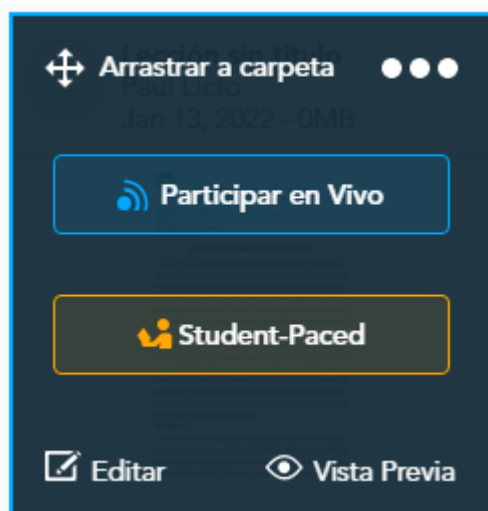 Lección sin título
Arrastrar a carpeta
Paul Licto
Jan 13, 2022 - 0MB
Participar en Vivo
Student-Paced
Editar
Vista Previa